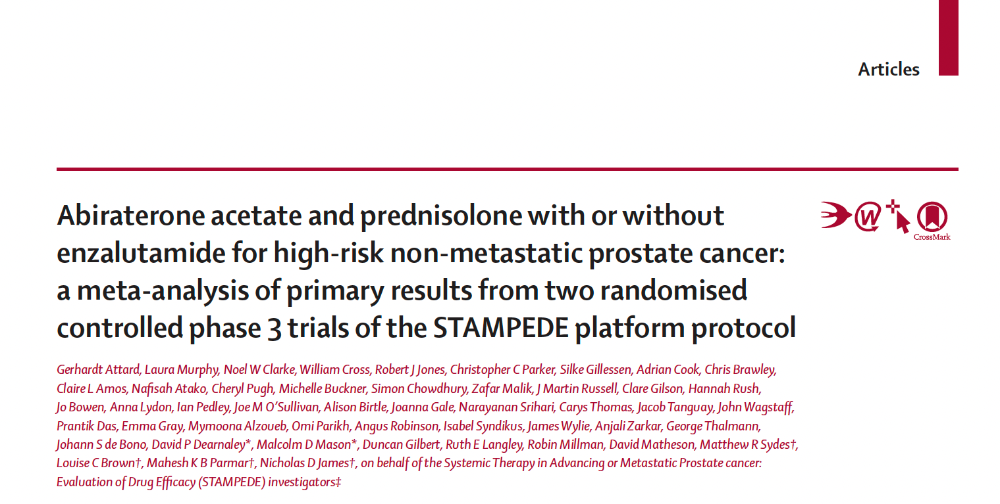 Articles
Abiraterone acetate and prednisolone with or without
enzalutamide for high-risk non-metastatic prostate cancer:
a meta-analysis of primary results from two randomised
controlled phase 3 trials of the STAMPEDE platform protocol
W
CrossMark
Gerhardt Attard, Laura Murphy, Noel W Clarke, William Cross, Robert J Jones, Christopher C Parker, Silke Gillessen, Adrian Cook, Chris Brawley,
Claire L Amos, Nafisah Atako, Cheryl Pugh, Michelle Buckner, Simon Chowdhury, Zafar Malik, J Martin Russell, Clare Gilson, Hannah Rush,
Jo Bowen, Anna Lydon, Ian Pedley, Joe M O’Sullivan, Alison Birtle, Joanna Gale, Narayanan Srihari, Carys Thomas, Jacob Tanguay, John Wagstaff,
Prantik Das, Emma Gray, Mymoona Alzoueb, Omi Parikh, Angus Robinson, Isabel Syndikus, James Wylie, Anjali Zarkar, George Thalmann,
Johann S de Bono, David P Dearnaley*, Malcolm D Mason*, Duncan Gilbert, Ruth E Langley, Robin Millman, David Matheson, Matthew R Sydes†,
Louise C Brown†, Mahesh K B Parmar†, Nicholas D James†, on behalf of the Systemic Therapy in Advancing or Metastatic Prostate cancer:
Evaluation of Drug Efficacy (STAMPEDE) investigators‡